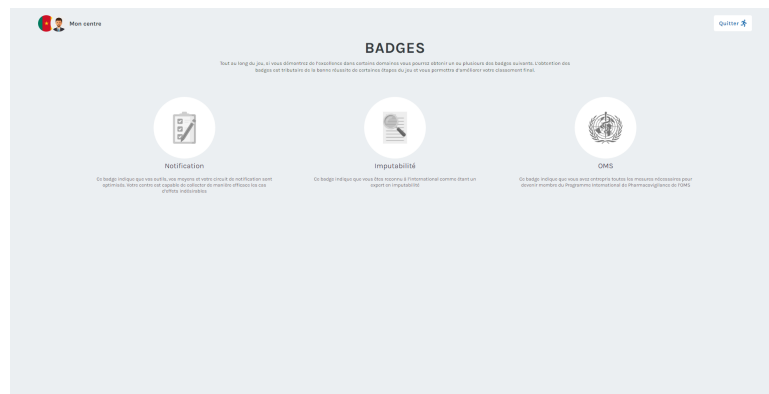 Mon centre
Quitter
BADGES
Tout au long du jeu, si vous démontrez de l'excellence dans certains domaines vous pourrez obtenir un ou plusieurs des badges suivants. L'obtention des
badges est tributaire de la bonne réussite de certaines étapes du jeu et vous permettra d'améliorer votre classement final.
Notification
Ce badge indique que vos outils, vos moyens et votre circuit de notification sont
optimisés. Votre centre est capable de collecter de manière efficace les cas
d'effets indésirables
Imputabilité
Ce badge indique que vous êtes reconnu à l'international comme étant un
expert en imputabilité
OMS
Ce badge indique que vous avez entrepris toutes les mesures nécessaires pour
devenir membre du Programme International de Pharmacovigilance de l'OMS